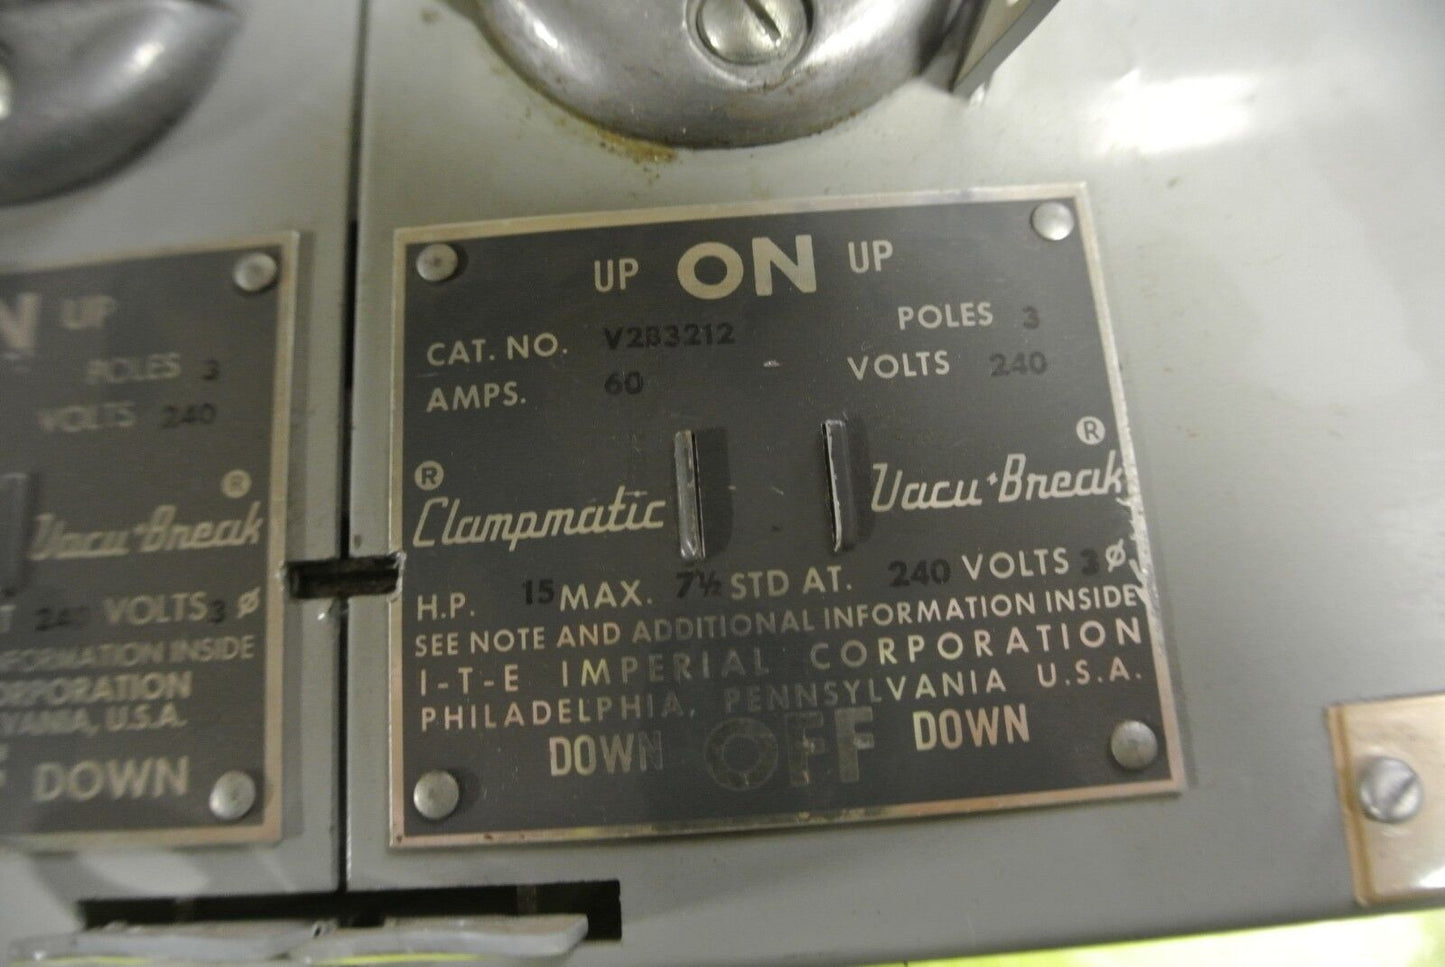 UP ON UP
CAT. NO. V2B3212 POLES 3
AMPS. 60 VOLTS 240
® Clampmatic ® Vacu-Break
H.P. 15 MAX. 7½ STD AT. 240 VOLTS 3 Ø
SEE NOTE AND ADDITIONAL INFORMATION INSIDE
I-T-E IMPERIAL CORPORATION
PHILADELPHIA, PENNSYLVANIA U.S.A.
DOWN OFF DOWN
UP
POLES 3
VOLTS 240
® Vacu-Break
240 VOLTS 3 Ø
INSIDE
CORPORATION
U.S.A.
DOWN